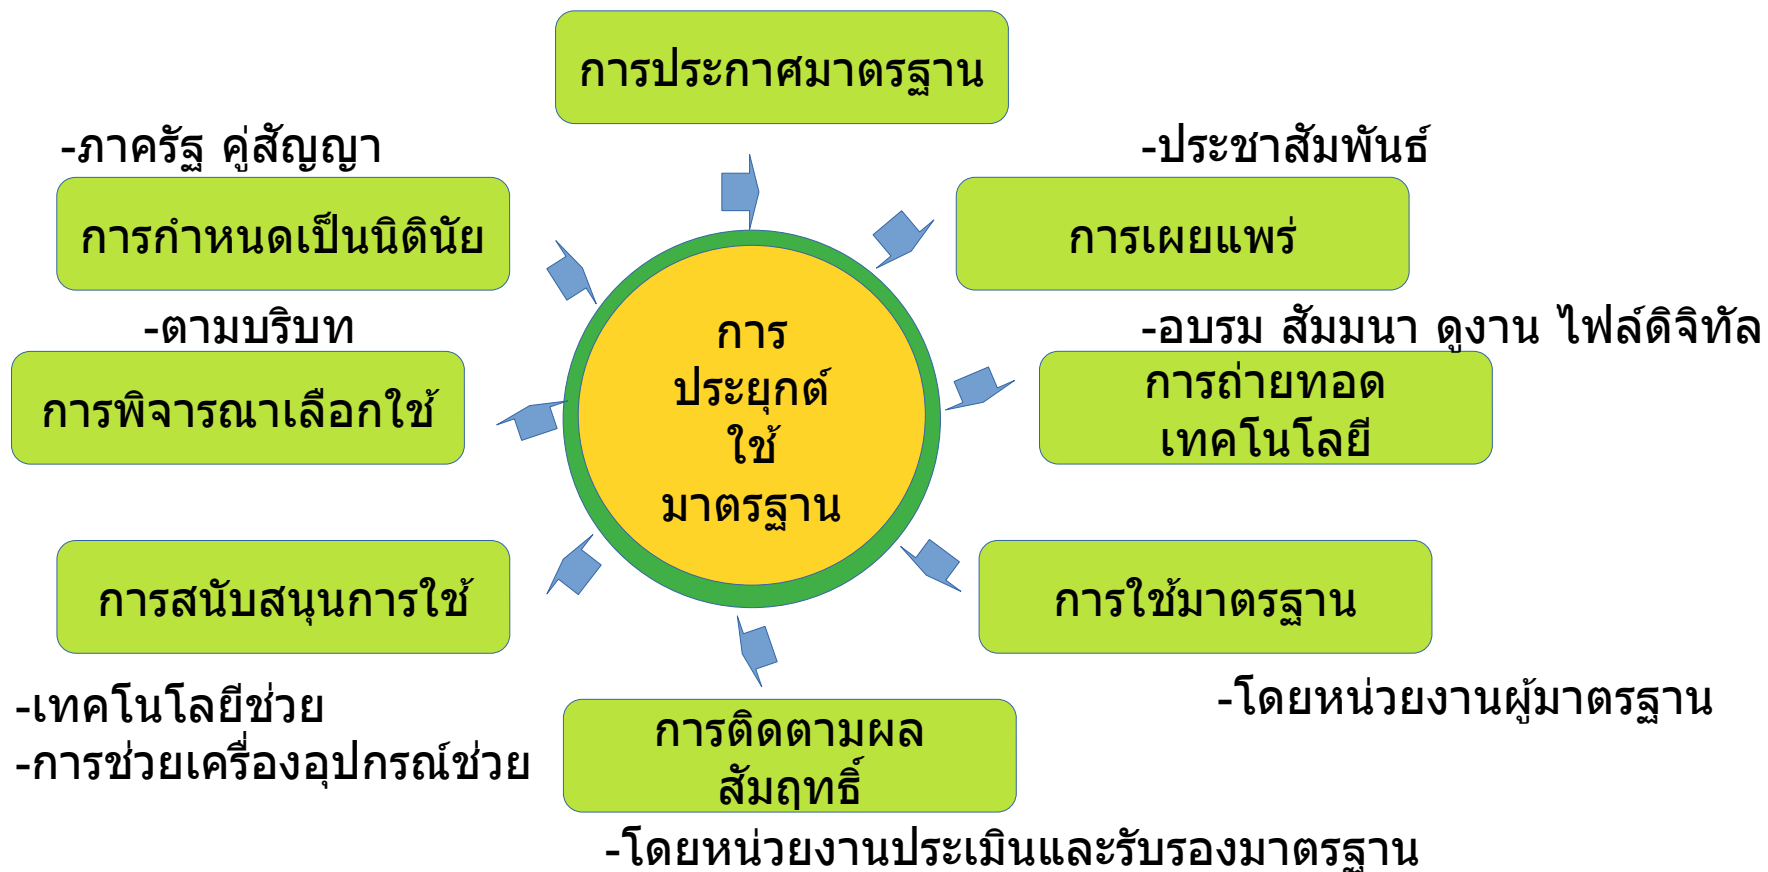 การประกาศมาตรฐาน
-ภาครัฐ คู่สัญญา
การกำหนดเป็นนิตินัย
-ประชาสัมพันธ์
การเผยแพร่
-ตามบริบท
การพิจารณาเลือกใช้
การ
ประยุกต์
ใช้
มาตรฐาน
-อบรม สัมมนา ดูงาน ไฟล์ดิจิทัล
การถ่ายทอด
เทคโนโลยี
การสนับสนุนการใช้
-เทคโนโลยีช่วย
-การช่วยเครื่องอุปกรณ์ช่วย
การใช้มาตรฐาน
-โดยหน่วยงานผู้มาตรฐาน
การติดตามผล
สัมฤทธิ์
-โดยหน่วยงานประเมินและรับรองมาตรฐาน